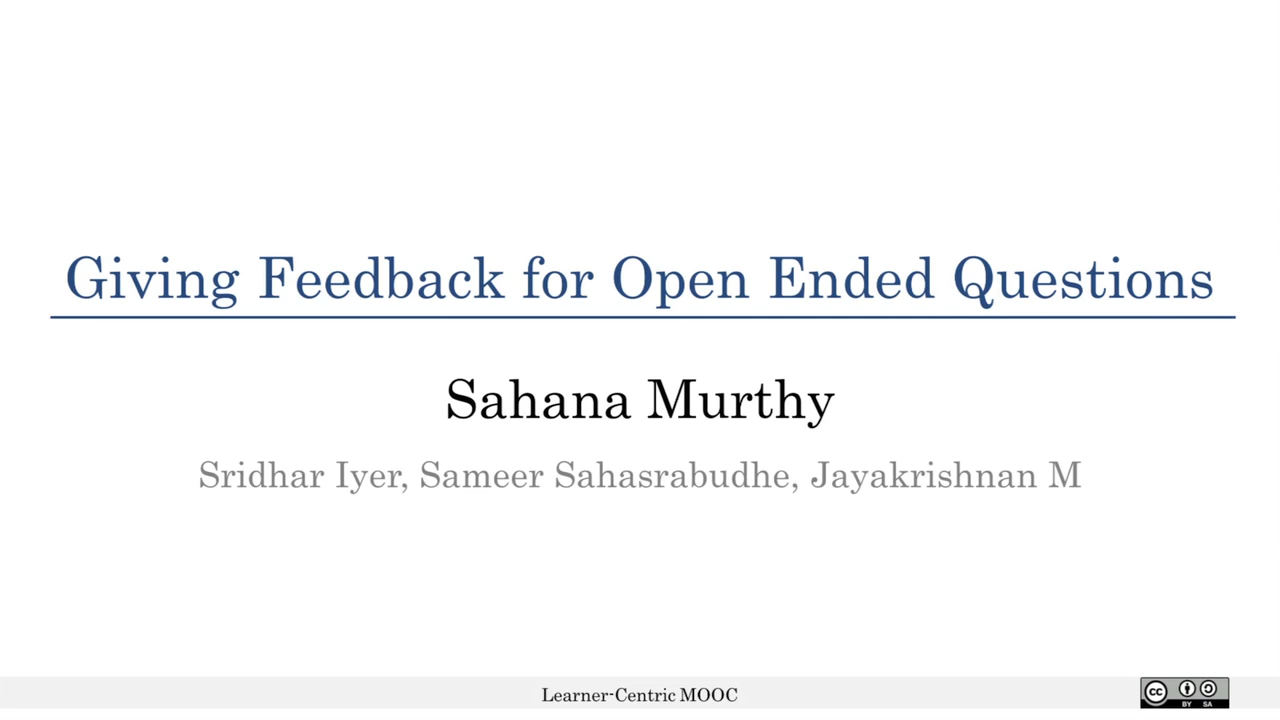 Giving Feedback for Open Ended Questions
Sahana Murthy
Sridhar Iyer, Sameer Sahasrabudhe, Jayakrishnan M
Learner-Centric MOOC
cc
BY SA